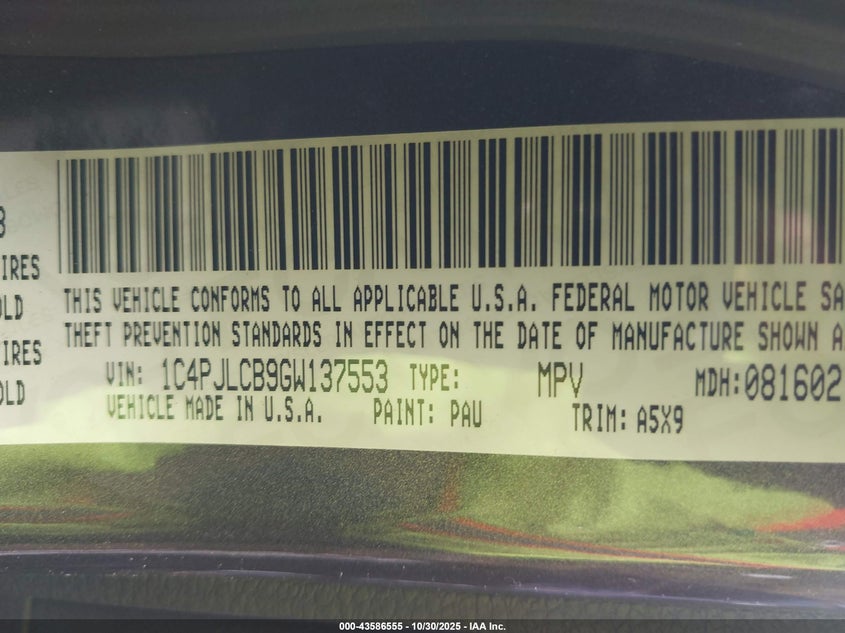 IRES
OLD
IRES
OLD
THIS VEHICLE CONFORMS TO ALL APPLICABLE U.S.A. FEDERAL MOTOR VEHICLE SA
THEFT PREVENTION STANDARDS IN EFFECT ON THE DATE OF MANUFACTURE SHOWN A
VIN: 1C4PJLCB9GW137553 TYPE: MPV MDH:081602
VEHICLE MADE IN U.S.A. PAINT: PAU TRIM: A5X9
000-43586555 - 10/30/2025 - IAA Inc.